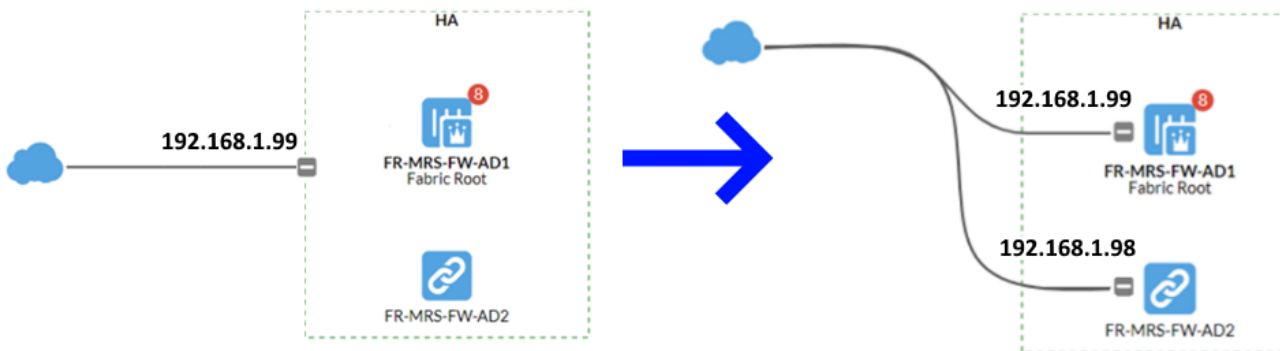 HA
8
192.168.1.99
FR-MRS-FW-AD1
Fabric Root
FR-MRS-FW-AD2
HA
192.168.1.99
8
FR-MRS-FW-AD1
Fabric Root
192.168.1.98
FR-MRS-FW-AD2